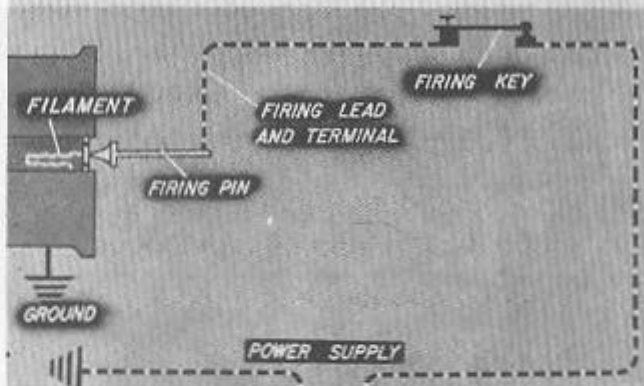 FIRING KEY
FILAMENT
FIRING LEAD
AND TERMINAL
FIRING PIN
GROUND
POWER SUPPLY